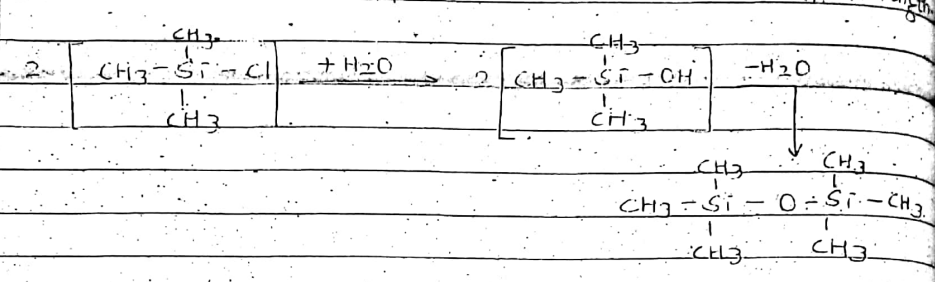 CH3 CH3
2 [CH3 - Si - Cl] + H2O → 2 [CH3 - Si - OH] -H2O
CH3 CH3
CH3 CH3
CH3 - Si - O - Si - CH3
CH3 CH3